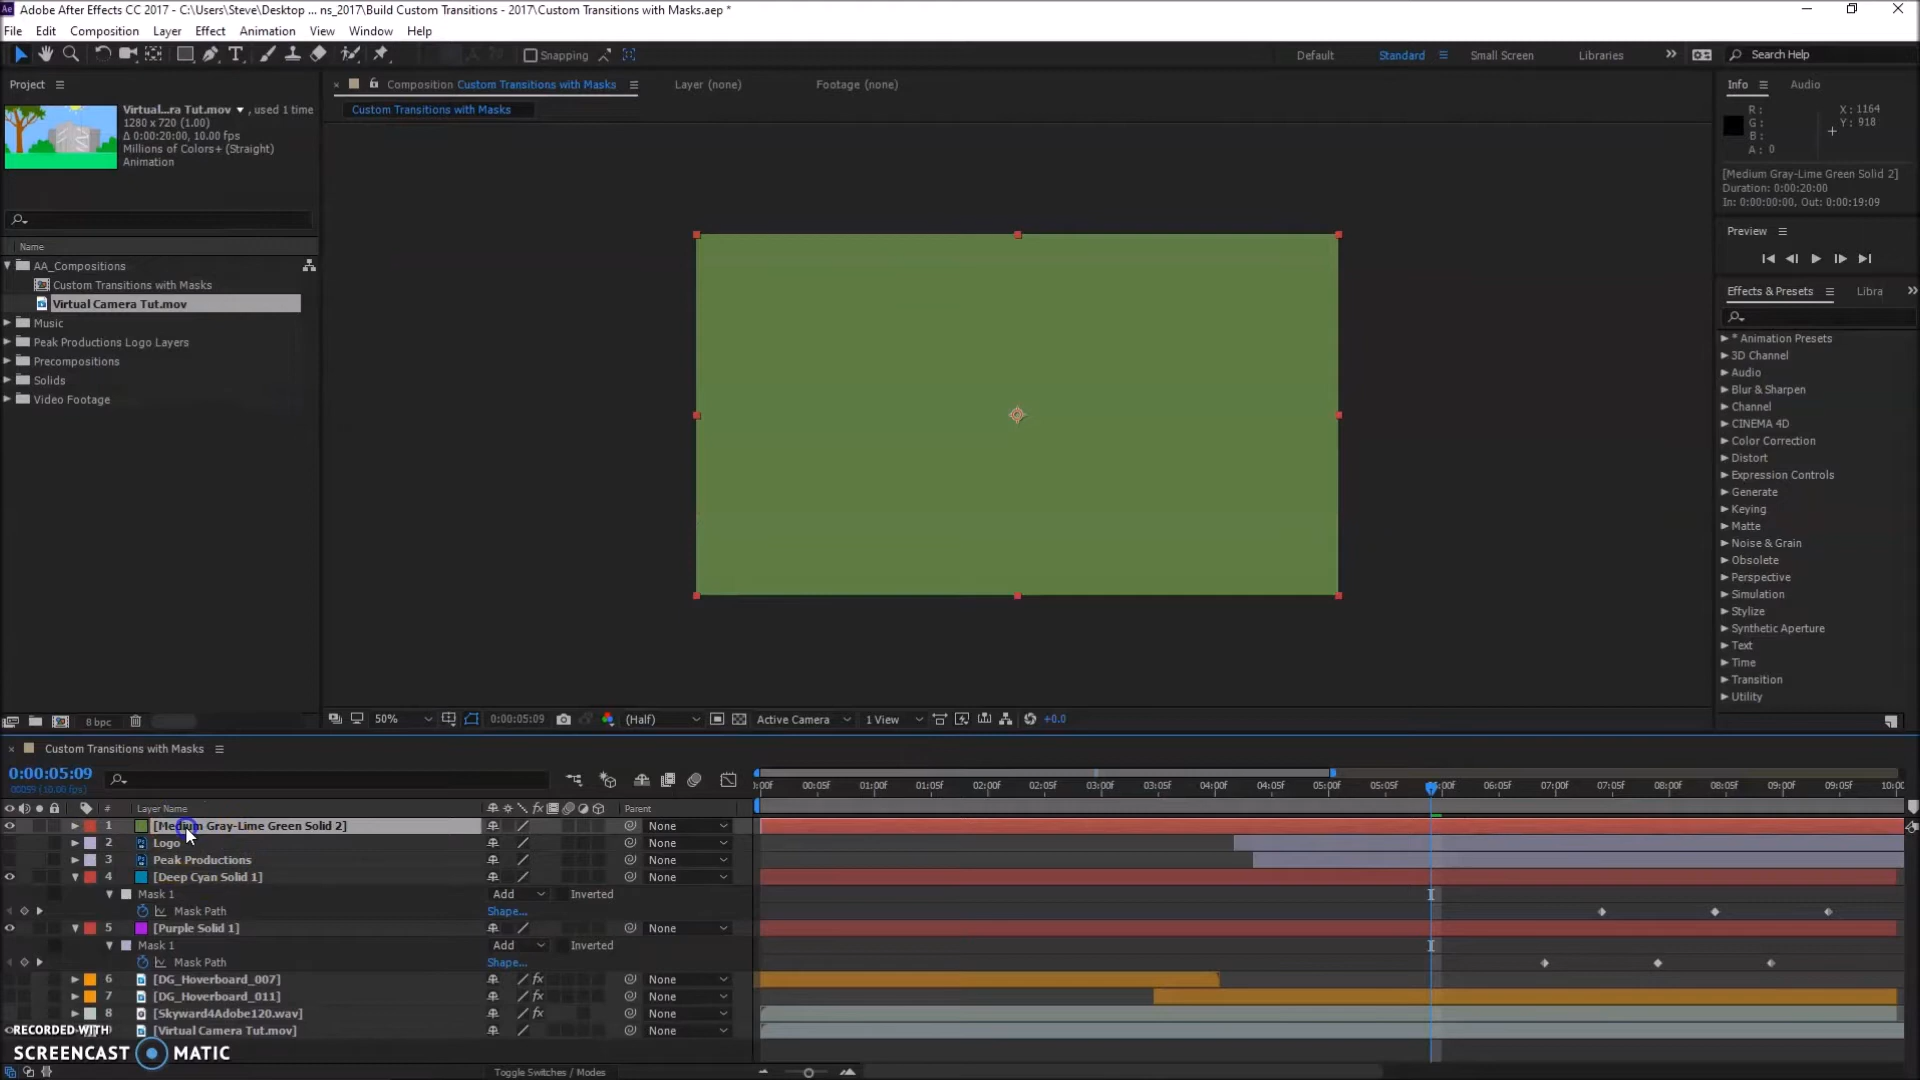 Adobe After Effects CC 2017 - C:\Users\Steve\Desktop ... ns_2017\Build Custom Transitions - 2017\Custom Transitions with Masks.aep *
File Edit Composition Layer Effect Animation View Window Help
Snapping
Default Standard Small Screen Libraries Search Help
Project
Composition Custom Transitions with Masks Layer (none) Footage (none)
Custom Transitions with Masks
Virtual...ra Tut.mov , used 1 time
1280 x 720 (1.00)
Δ 0:00:20:00, 10.00 fps
Millions of Colors+ (Straight)
Animation
Name
AA_Compositions
Custom Transitions with Masks
Virtual Camera Tut.mov
Music
Peak Productions Logo Layers
Precompositions
Solids
Video Footage
8 bpc
Info Audio
R :
G :
B :
A : 0
X : 1164
Y : 918
[Medium Gray-Lime Green Solid 2]
Duration: 0:00:20:00
In: 0:00:00:00, Out: 0:00:19:09
Preview
Effects & Presets Libra
* Animation Presets
3D Channel
Audio
Blur & Sharpen
Channel
CINEMA 4D
Color Correction
Distort
Expression Controls
Generate
Keying
Matte
Noise & Grain
Obsolete
Perspective
Simulation
Stylize
Synthetic Aperture
Text
Time
Transition
Utility
50% 0:00:05:09 (Half) Active Camera 1 View +0.0
Custom Transitions with Masks
0:00:05:09
:00F 00:05F 01:00F 01:05F 02:00F 02:05F 03:00F 03:05F 04:00F 04:05F 05:00F 05:05F 06:05F 07:00F 07:05F 08:00F 08:05F 09:00F 09:05F 10:00
# Layer Name Parent
1 [Medium Gray-Lime Green Solid 2] None
2 Logo None
3 Peak Productions None
4 [Deep Cyan Solid 1] None
Mask 1 Add Inverted
Mask Path Shape...
5 [Purple Solid 1] None
Mask 1 Add Inverted
Mask Path Shape...
6 [DG_Hoverboard_007] None
7 [DG_Hoverboard_011] None
8 [Skyward4Adobe120.wav] None
[Virtual Camera Tut.mov] None
RECORDED WITH
SCREENCAST MATIC
Toggle Switches / Modes